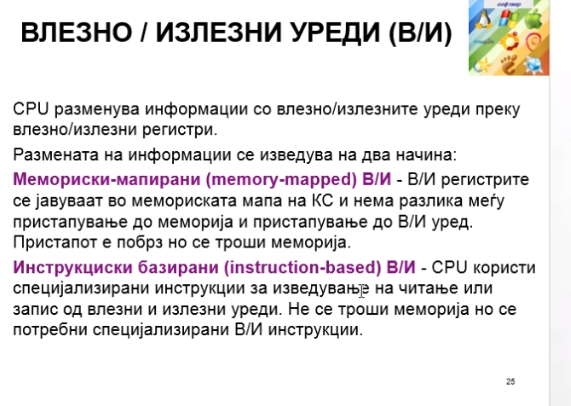 ВЛЕЗНО / ИЗЛЕЗНИ УРЕДИ (В/И)
CPU разменува информации со влезно/излезните уреди преку
влезно/излезни регистри.
Размената на информации се изведува на два начина:
Мемориски-мапирани (memory-mapped) В/И - В/И регистрите
се јавуваат во мемориската мапа на КС и нема разлика меѓу
пристапување до меморија и пристапување до В/И уред.
Пристапот е побрз но се троши меморија.
Инструкциски базирани (instruction-based) В/И - CPU користи
специјализирани инструкции за изведување на читање или
запис од влезни и излезни уреди. Не се троши меморија но се
потребни специјализирани В/И инструкции.
25